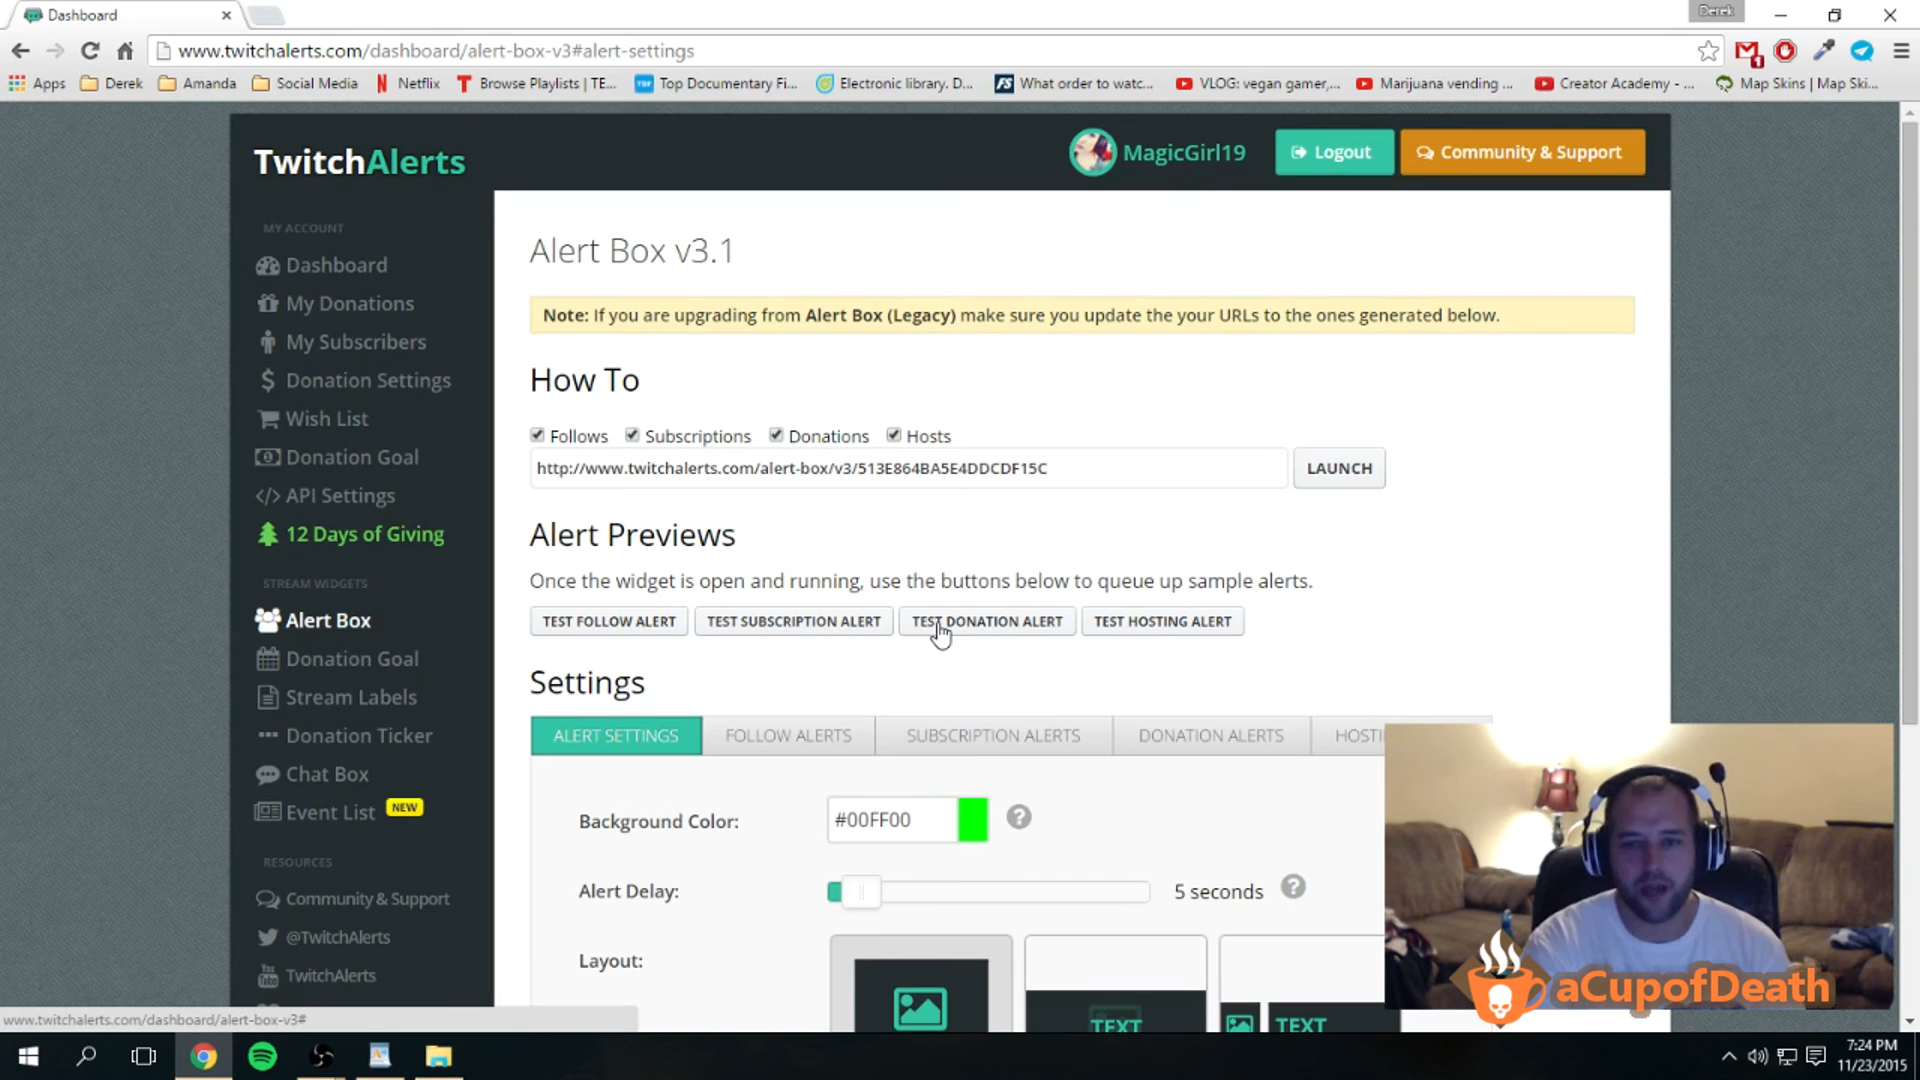 Dashboard
Derek
www.twitchalerts.com/dashboard/alert-box-v3#alert-settings
1
Apps Derek Amanda Social Media Netflix Browse Playlists | TE... Top Documentary Fi... Electronic library. D... What order to watc... VLOG: vegan gamer,... Marijuana vending ... Creator Academy - ... Map Skins | Map Ski...
TwitchAlerts
MagicGirl19
Logout
Community & Support
MY ACCOUNT
Dashboard
My Donations
My Subscribers
Donation Settings
Wish List
Donation Goal
API Settings
12 Days of Giving
STREAM WIDGETS
Alert Box
Donation Goal
Stream Labels
Donation Ticker
Chat Box
Event List NEW
RESOURCES
Community & Support
@TwitchAlerts
TwitchAlerts
Alert Box v3.1
Note: If you are upgrading from Alert Box (Legacy) make sure you update the your URLs to the ones generated below.
How To
Follows Subscriptions Donations Hosts
http://www.twitchalerts.com/alert-box/v3/513E864BA5E4DDCDF15C LAUNCH
Alert Previews
Once the widget is open and running, use the buttons below to queue up sample alerts.
TEST FOLLOW ALERT TEST SUBSCRIPTION ALERT TEST DONATION ALERT TEST HOSTING ALERT
Settings
ALERT SETTINGS FOLLOW ALERTS SUBSCRIPTION ALERTS DONATION ALERTS HOSTI
Background Color: #00FF00 ?
Alert Delay: 5 seconds ?
Layout:
TEXT TEXT
aCupofDeath
www.twitchalerts.com/dashboard/alert-box-v3#
7:24 PM
11/23/2015